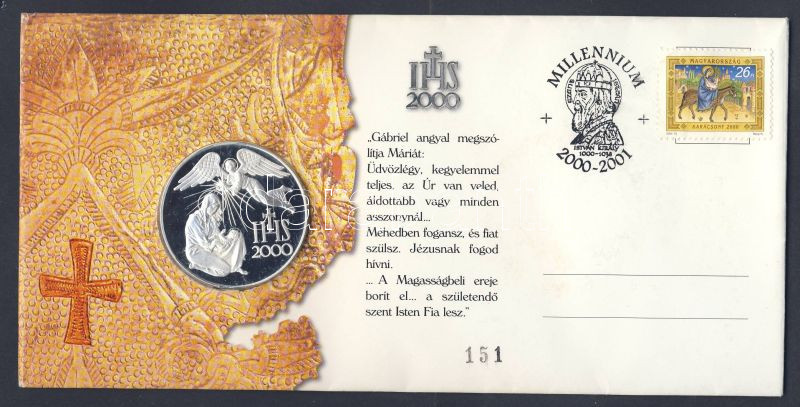 IHS
2000
„Gábriel angyal megszó-
lítja Máriát:
Üdvözlégy, kegyelemmel
teljes, az Úr van veled,
áldottabb vagy minden
asszonynál...
Méhedben fogansz, és fiat
szülsz. Jézusnak fogod
hívni.
... A Magasságbeli ereje
borít el... a születendő
szent Isten Fia lesz."
151
IHS
2000
MILLENNIUM
ISTVÁN KIRÁLY
1000-1038
2000-2001
MAGYARORSZÁG
26Ft
KARÁCSONY 2000